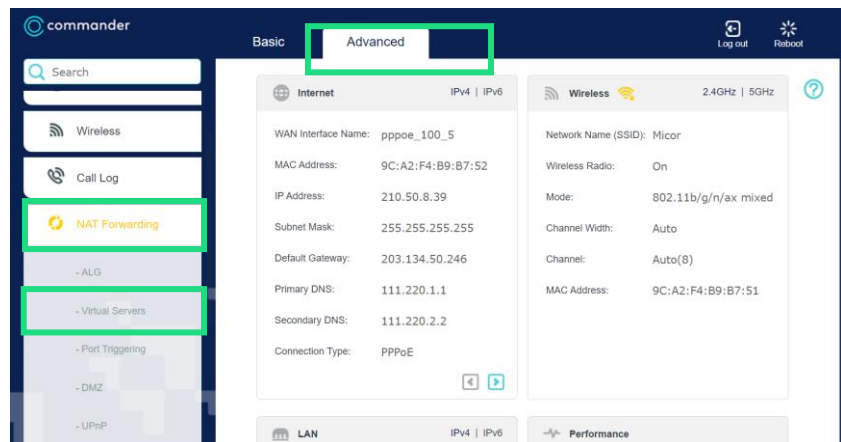 commander
Basic
Advanced
Log out
Reboot
Search
Wireless
Call Log
NAT Forwarding
- ALG
- Virtual Servers
- Port Triggering
- DMZ
- UPnP
Internet IPv4 | IPv6
WAN Interface Name: pppoe_100_5
MAC Address: 9C:A2:F4:B9:B7:52
IP Address: 210.50.8.39
Subnet Mask: 255.255.255.255
Default Gateway: 203.134.50.246
Primary DNS: 111.220.1.1
Secondary DNS: 111.220.2.2
Connection Type: PPPoE
Wireless 2.4GHz | 5GHz
Network Name (SSID): Micor
Wireless Radio: On
Mode: 802.11b/g/n/ax mixed
Channel Width: Auto
Channel: Auto(8)
MAC Address: 9C:A2:F4:B9:B7:51
?
LAN IPv4 | IPv6
Performance